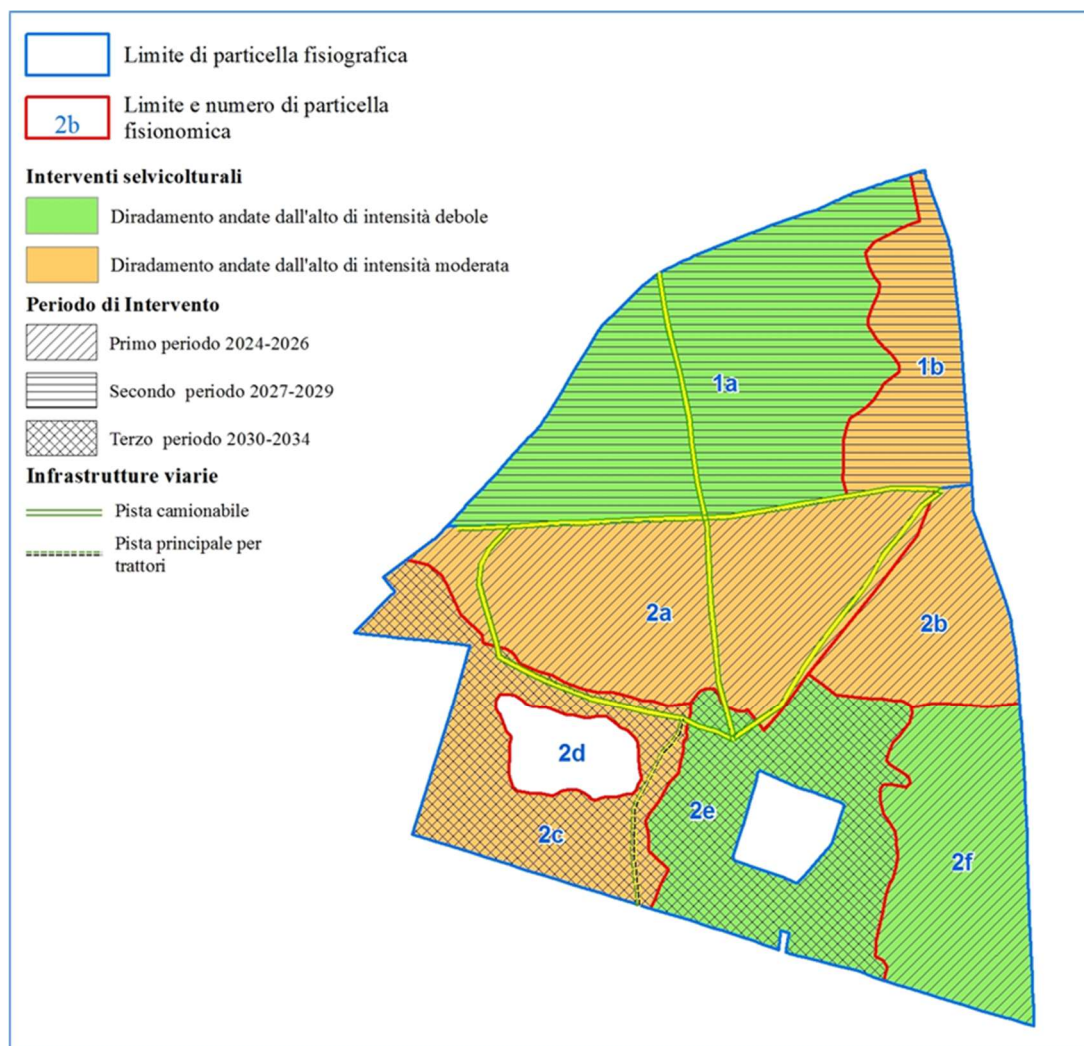 Limite di particella fisiografica
2b
Limite e numero di particella
fisionomica
Interventi selvicolturali
Diradamento andate dall'alto di intensità debole
Diradamento andate dall'alto di intensità moderata
Periodo di Intervento
Primo periodo 2024-2026
Secondo periodo 2027-2029
Terzo periodo 2030-2034
Infrastrutture viarie
Pista camionabile
Pista principale per
trattori
1a
1b
2a
2b
2d
2c
2e
2f